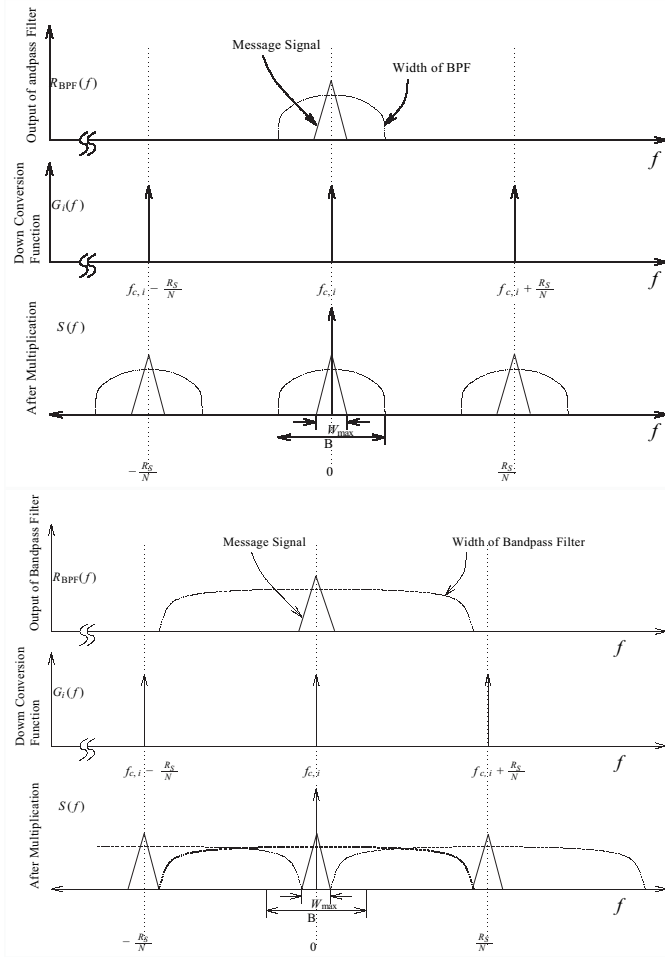 Message Signal
Width of BPF
Output of andpass Filter
R_BPF(f)
f
Down Conversion
Function
G_i(f)
f
f_{c, i} − R_S/N
f_{c, i}
f_{c, i} + R_S/N
After Multiplication
S(f)
f
W_max
B
− R_S/N
0
R_S/N
Message Signal
Width of Bandpass Filter
Output of Bandpass Filter
R_BPF(f)
f
Down Conversion
Function
G_i(f)
f
f_{c, i} − R_S/N
f_{c, i}
f_{c, i} + R_S/N
After Multiplication
S(f)
f
W_max
B
− R_S/N
0
R_S/N